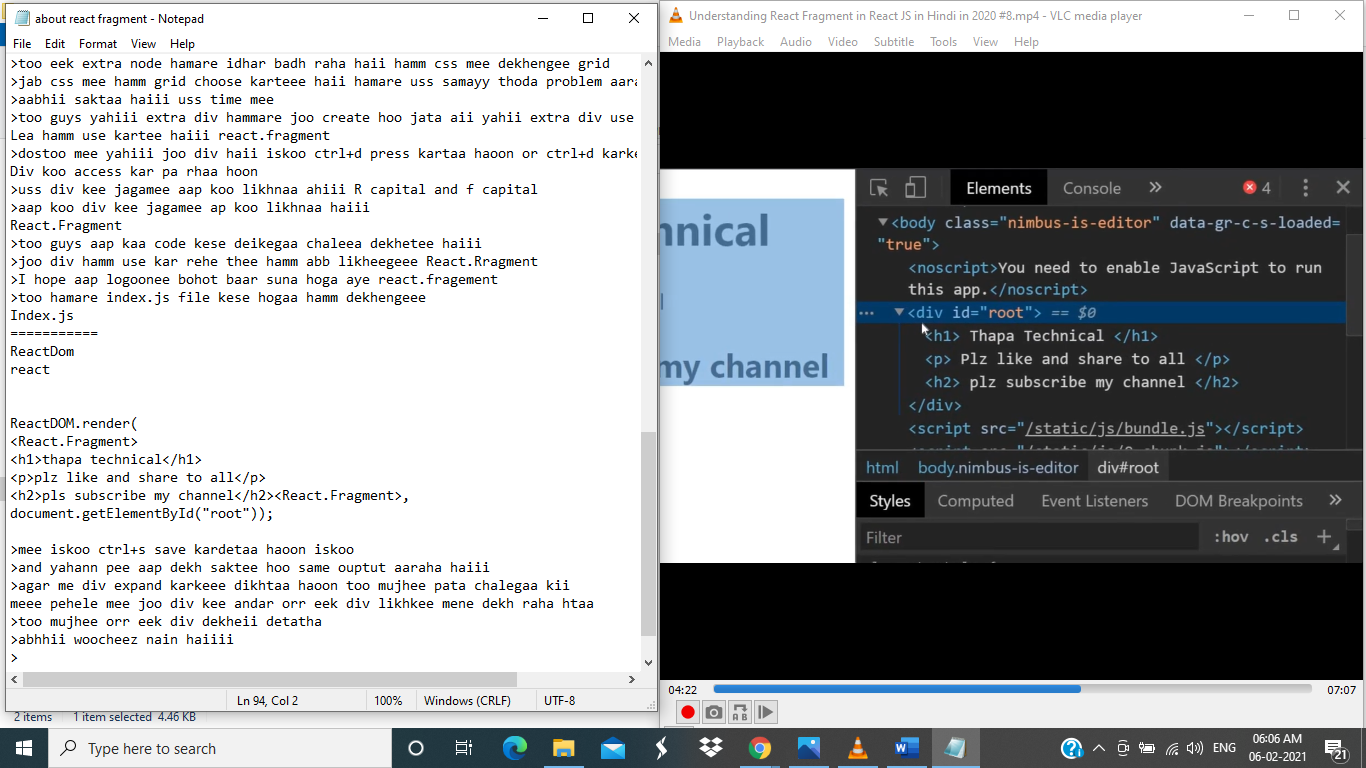 about react fragment - Notepad
File Edit Format View Help
>too eek extra node hamare idhar badh raha haii hamm css mee dekhengee grid
>jab css mee hamm grid choose karteee haii hamare uss samayy thoda problem aara
>aabhii saktaa haiii uss time mee
>too guys yahiii extra div hammare joo create hoo jata aii yahii extra div use
Lea hamm use kartee haiii react.fragment
>dostoo mee yahiii joo div haii iskoo ctrl+d press kartaa haoon or ctrl+d karke
Div koo access kar pa rhaa hoon
>uss div kee jagamee aap koo likhnaa ahiii R capital and f capital
>aap koo div kee jagamee ap koo likhnaa haiii
React.Fragment
>too guys aap kaa code kese deikegaa chaleea dekhetee haiii
>joo div hamm use kar rehe thee hamm abb likheegeee React.Rragment
>I hope aap logoonee bohot baar suna hoga aye react.fragement
>too hamare index.js file kese hogaa hamm dekhengeee
Index.js
===========
ReactDom
react
ReactDOM.render(
<React.Fragment>
<h1>thapa technical</h1>
<p>plz like and share to all</p>
<h2>pls subscribe my channel</h2><React.Fragment>,
document.getElementById("root"));
>mee iskoo ctrl+s save kardetaa haoon iskoo
>and yahann pee aap dekh saktee hoo same ouptut aaraha haiii
>agar me div expand karkeee dikhtaa haoon too mujhee pata chalegaa kii
meee pehele mee joo div kee andar orr eek div likhkee mene dekh raha htaa
>too mujhee orr eek div dekheii detatha
>abhhii woocheez nain haiiii
>
Ln 94, Col 2 100% Windows (CRLF) UTF-8
2 items 1 item selected 4.46 KB
Understanding React Fragment in React JS in Hindi in 2020 #8.mp4 - VLC media player
Media Playback Audio Video Subtitle Tools View Help
hnical
my channel
Elements Console » 4
<body class="nimbus-is-editor" data-gr-c-s-loaded=
"true">
<noscript>You need to enable JavaScript to run
this app.</noscript>
<div id="root"> == $0
<h1> Thapa Technical </h1>
<p> Plz like and share to all </p>
<h2> plz subscribe my channel </h2>
</div>
<script src="/static/js/bundle.js"></script>
html body.nimbus-is-editor div#root
Styles Computed Event Listeners DOM Breakpoints »
Filter :hov .cls +
04:22 07:07
Type here to search
ENG
06:06 AM
06-02-2021
21